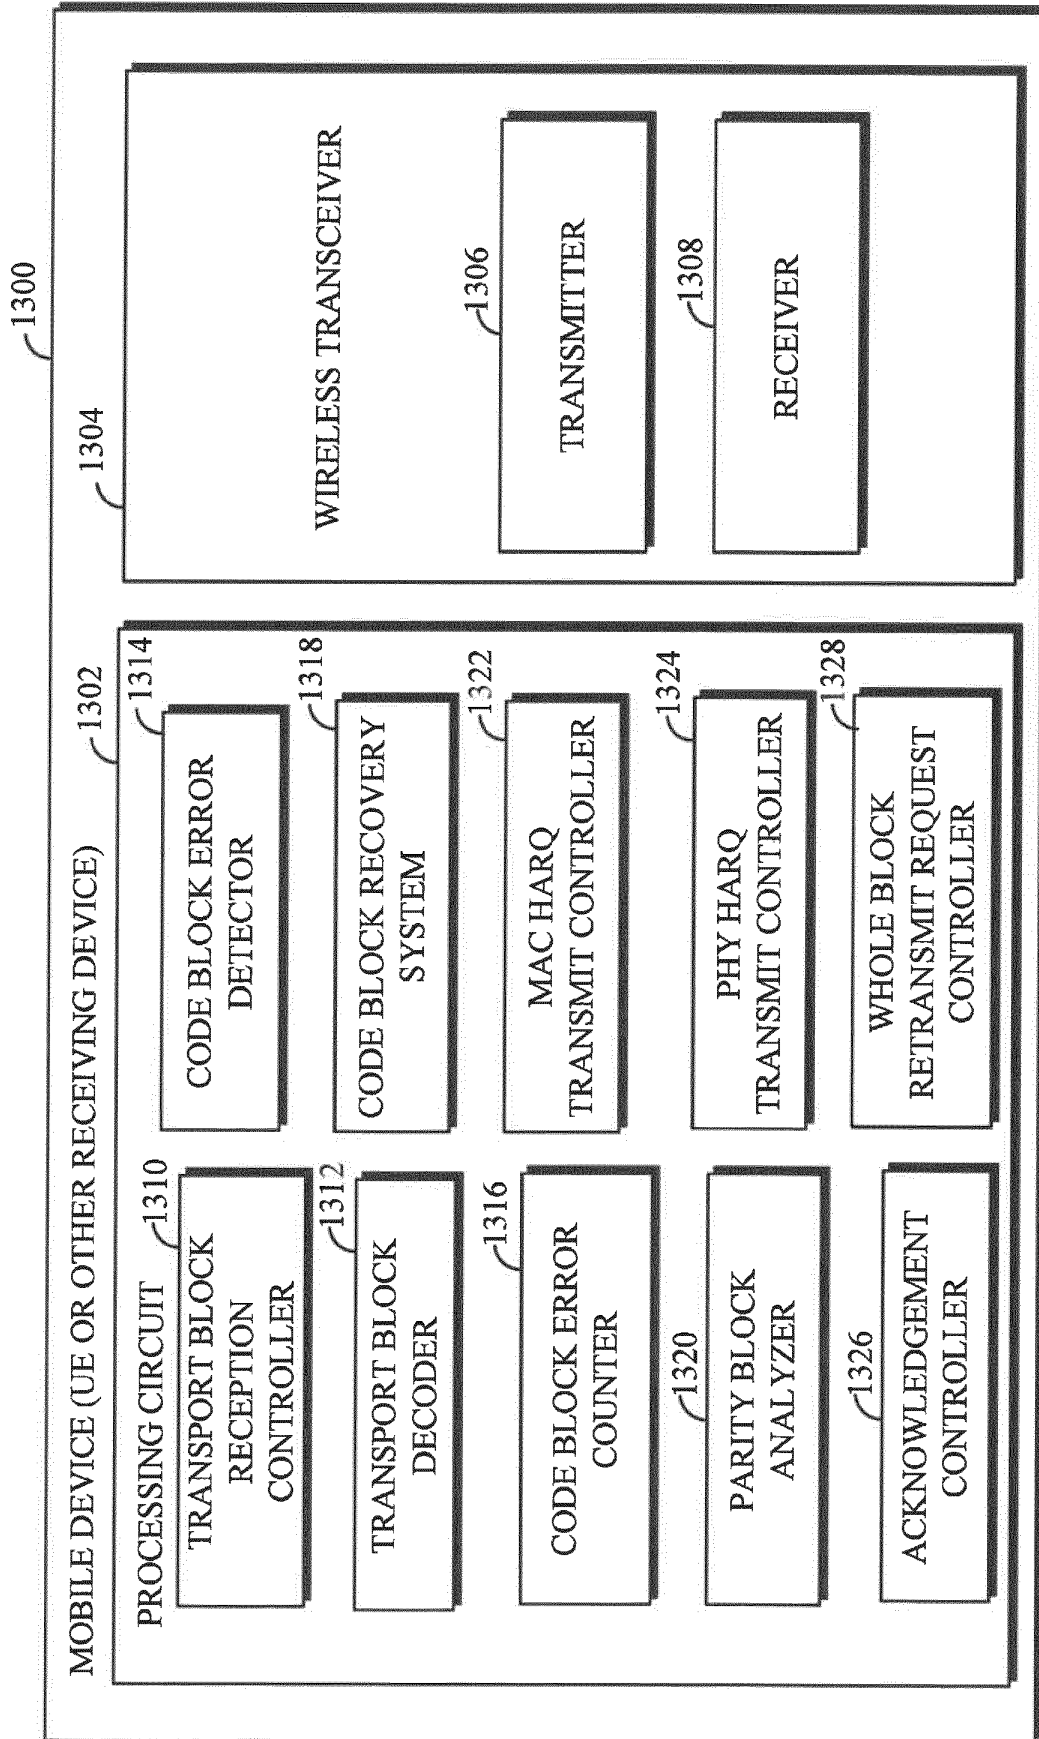 1300
MOBILE DEVICE (UE OR OTHER RECEIVING DEVICE)
1302
PROCESSING CIRCUIT
1310
TRANSPORT BLOCK
RECEPTION
CONTROLLER
1314
CODE BLOCK ERROR
DETECTOR
1312
TRANSPORT BLOCK
DECODER
1318
CODE BLOCK RECOVERY
SYSTEM
1316
CODE BLOCK ERROR
COUNTER
1322
MAC HARQ
TRANSMIT CONTROLLER
1320
PARITY BLOCK
ANALYZER
1324
PHY HARQ
TRANSMIT CONTROLLER
1326
ACKNOWLEDGEMENT
CONTROLLER
1328
WHOLE BLOCK
RETRANSMIT REQUEST
CONTROLLER
1304
WIRELESS TRANSCEIVER
1306
TRANSMITTER
1308
RECEIVER